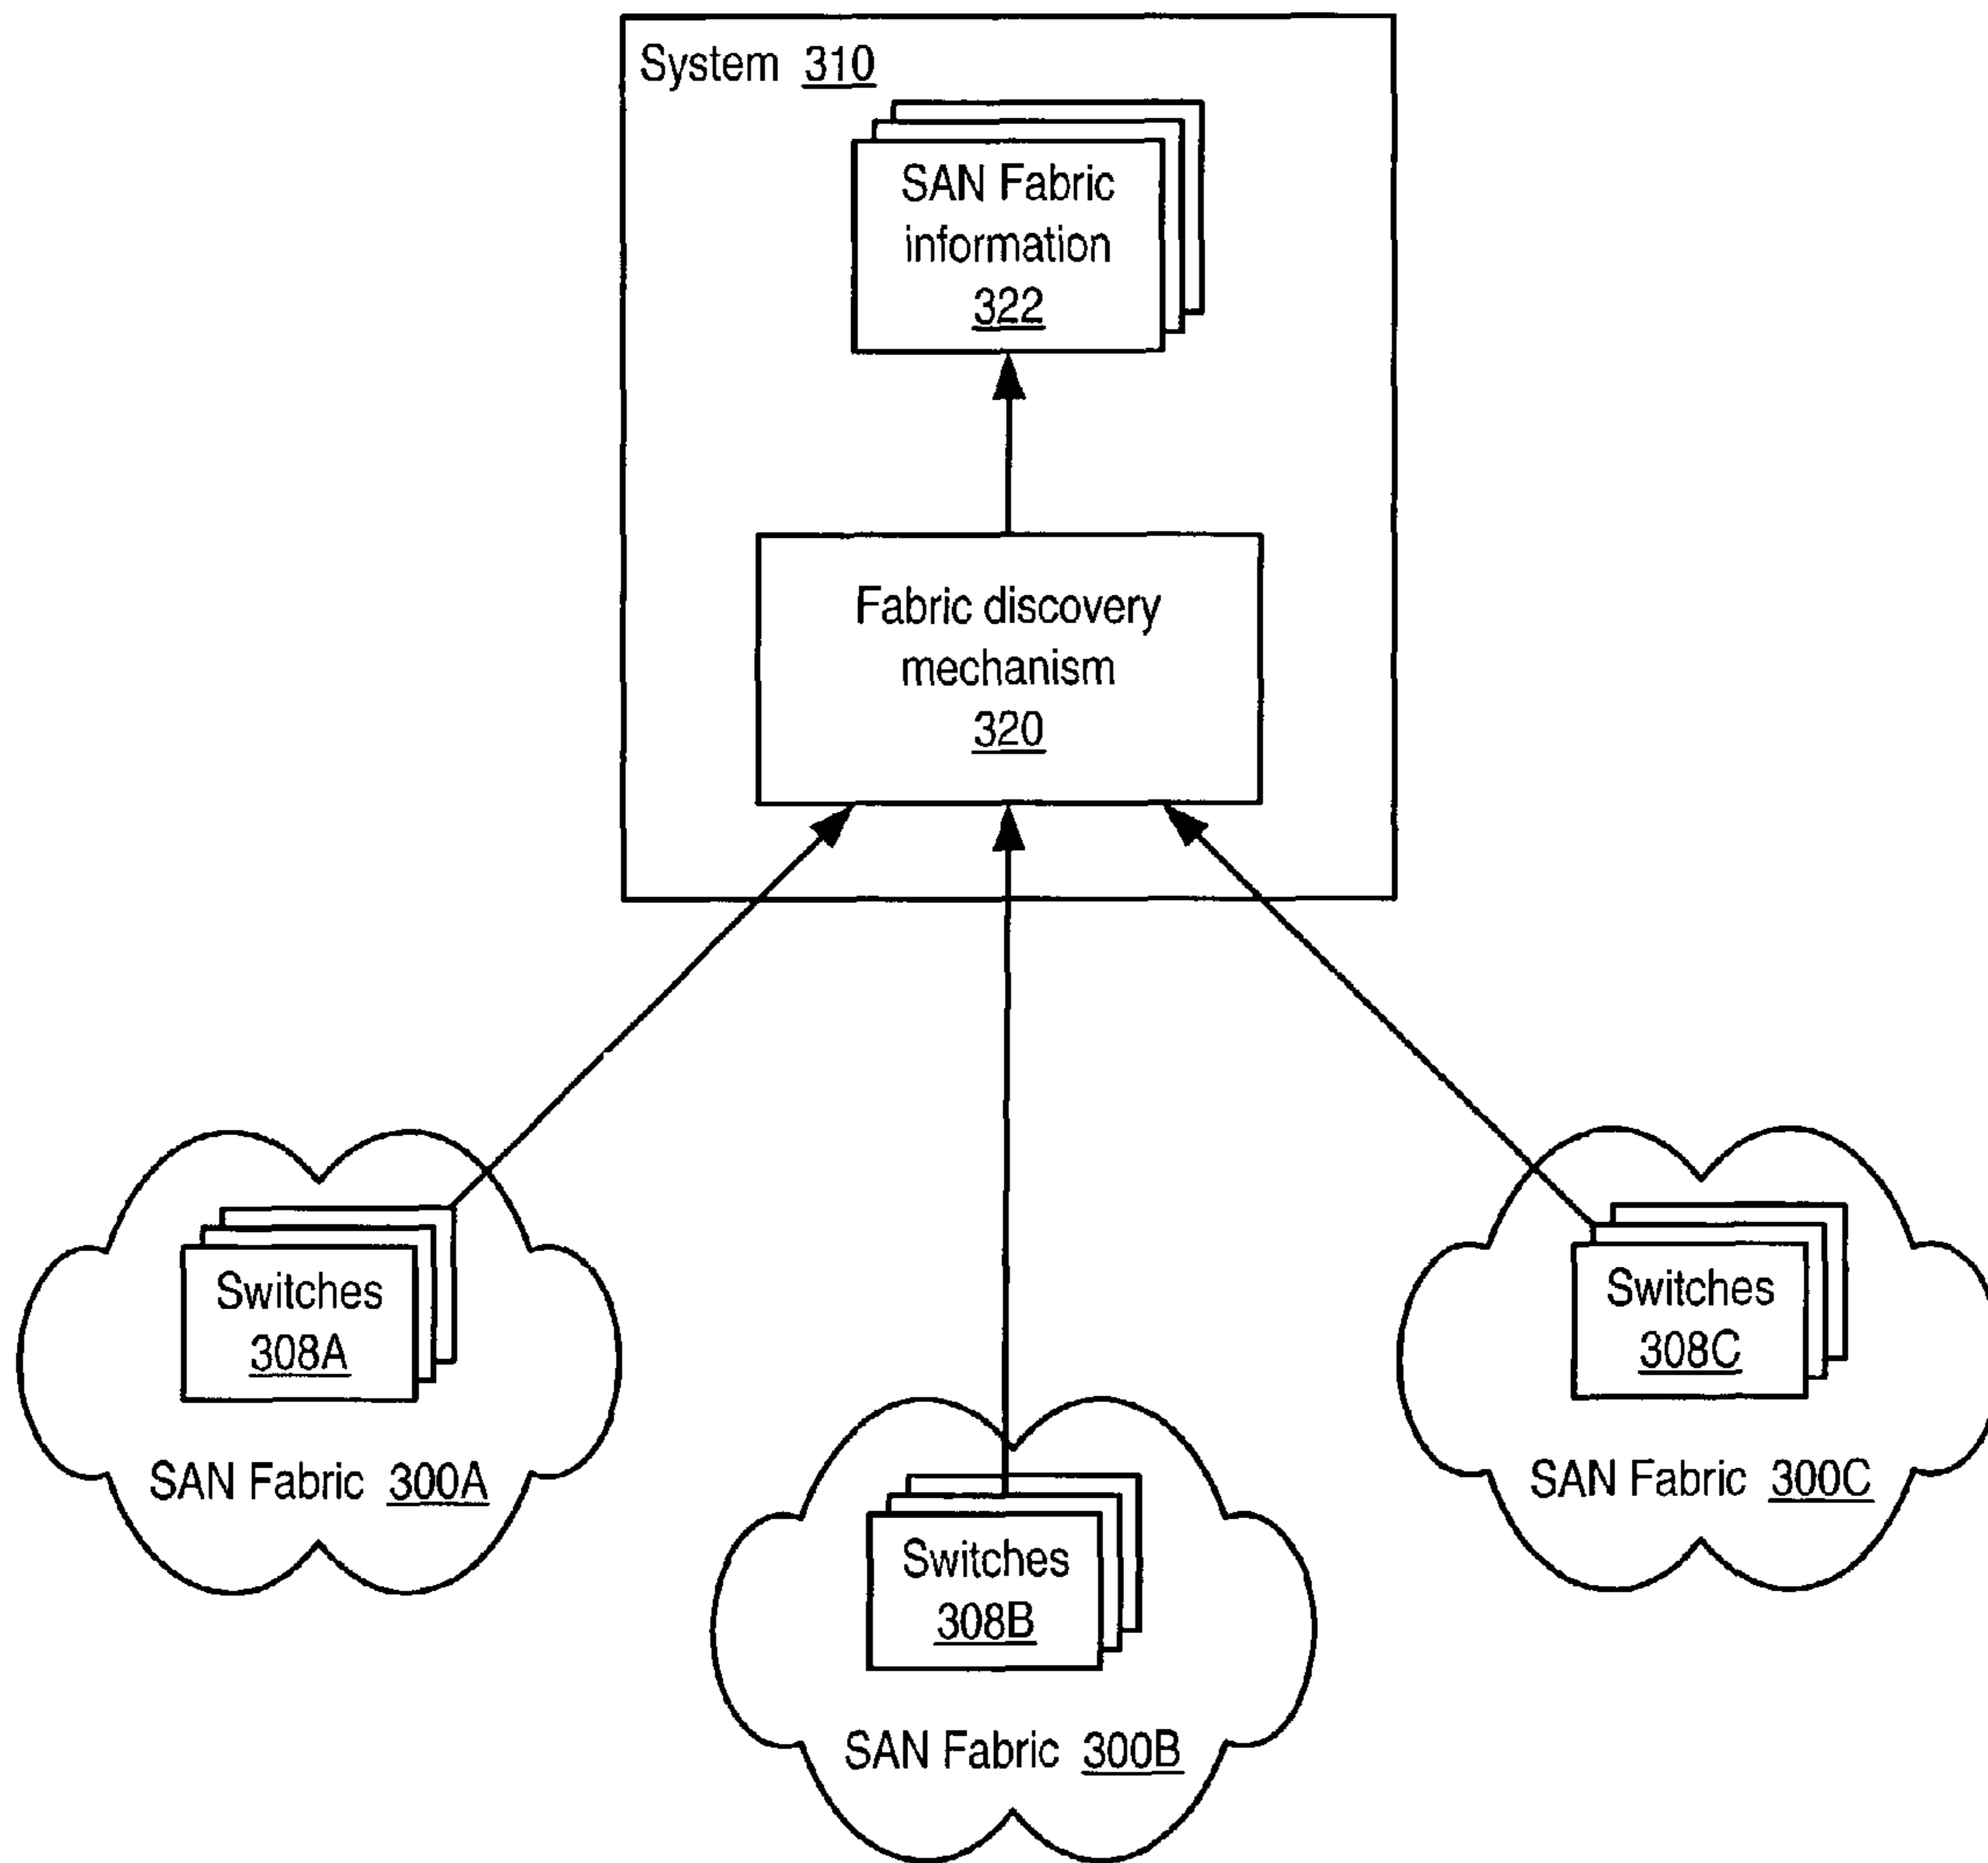 System 310
SAN Fabric
information
322
Fabric discovery
mechanism
320
Switches
308A
SAN Fabric 300A
Switches
308B
SAN Fabric 300B
Switches
308C
SAN Fabric 300C